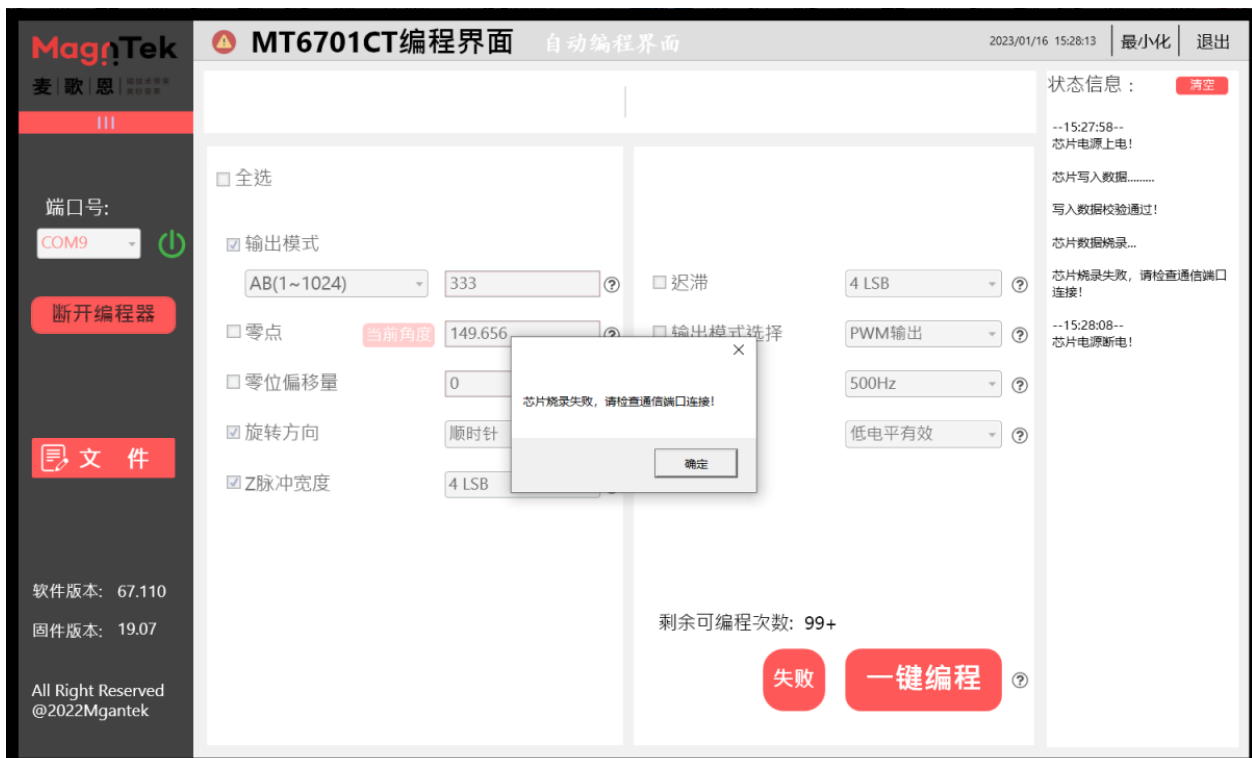 MagnTek
麦 歌 恩
III
端口号:
COM9
断开编程器
文 件
软件版本: 67.110
固件版本: 19.07
All Right Reserved
@2022Mgantek
MT6701CT编程界面 自动编程界面 2023/01/16 15:28:13 最小化 退出
全选
输出模式
AB(1~1024) 333 ?
零点 当前角度 149.656 ?
零位偏移量 0
旋转方向 顺时针
Z脉冲宽度 4 LSB
迟滞 4 LSB ?
输出模式选择 PWM输出 ?
500Hz ?
低电平有效 ?
×
芯片烧录失败，请检查通信端口连接!
确定
剩余可编程次数: 99+
失败 一键编程 ?
状态信息： 清空
--15:27:58--
芯片电源上电!
芯片写入数据.........
写入数据校验通过!
芯片数据烧录...
芯片烧录失败，请检查通信端口
连接!
--15:28:08--
芯片电源断电!